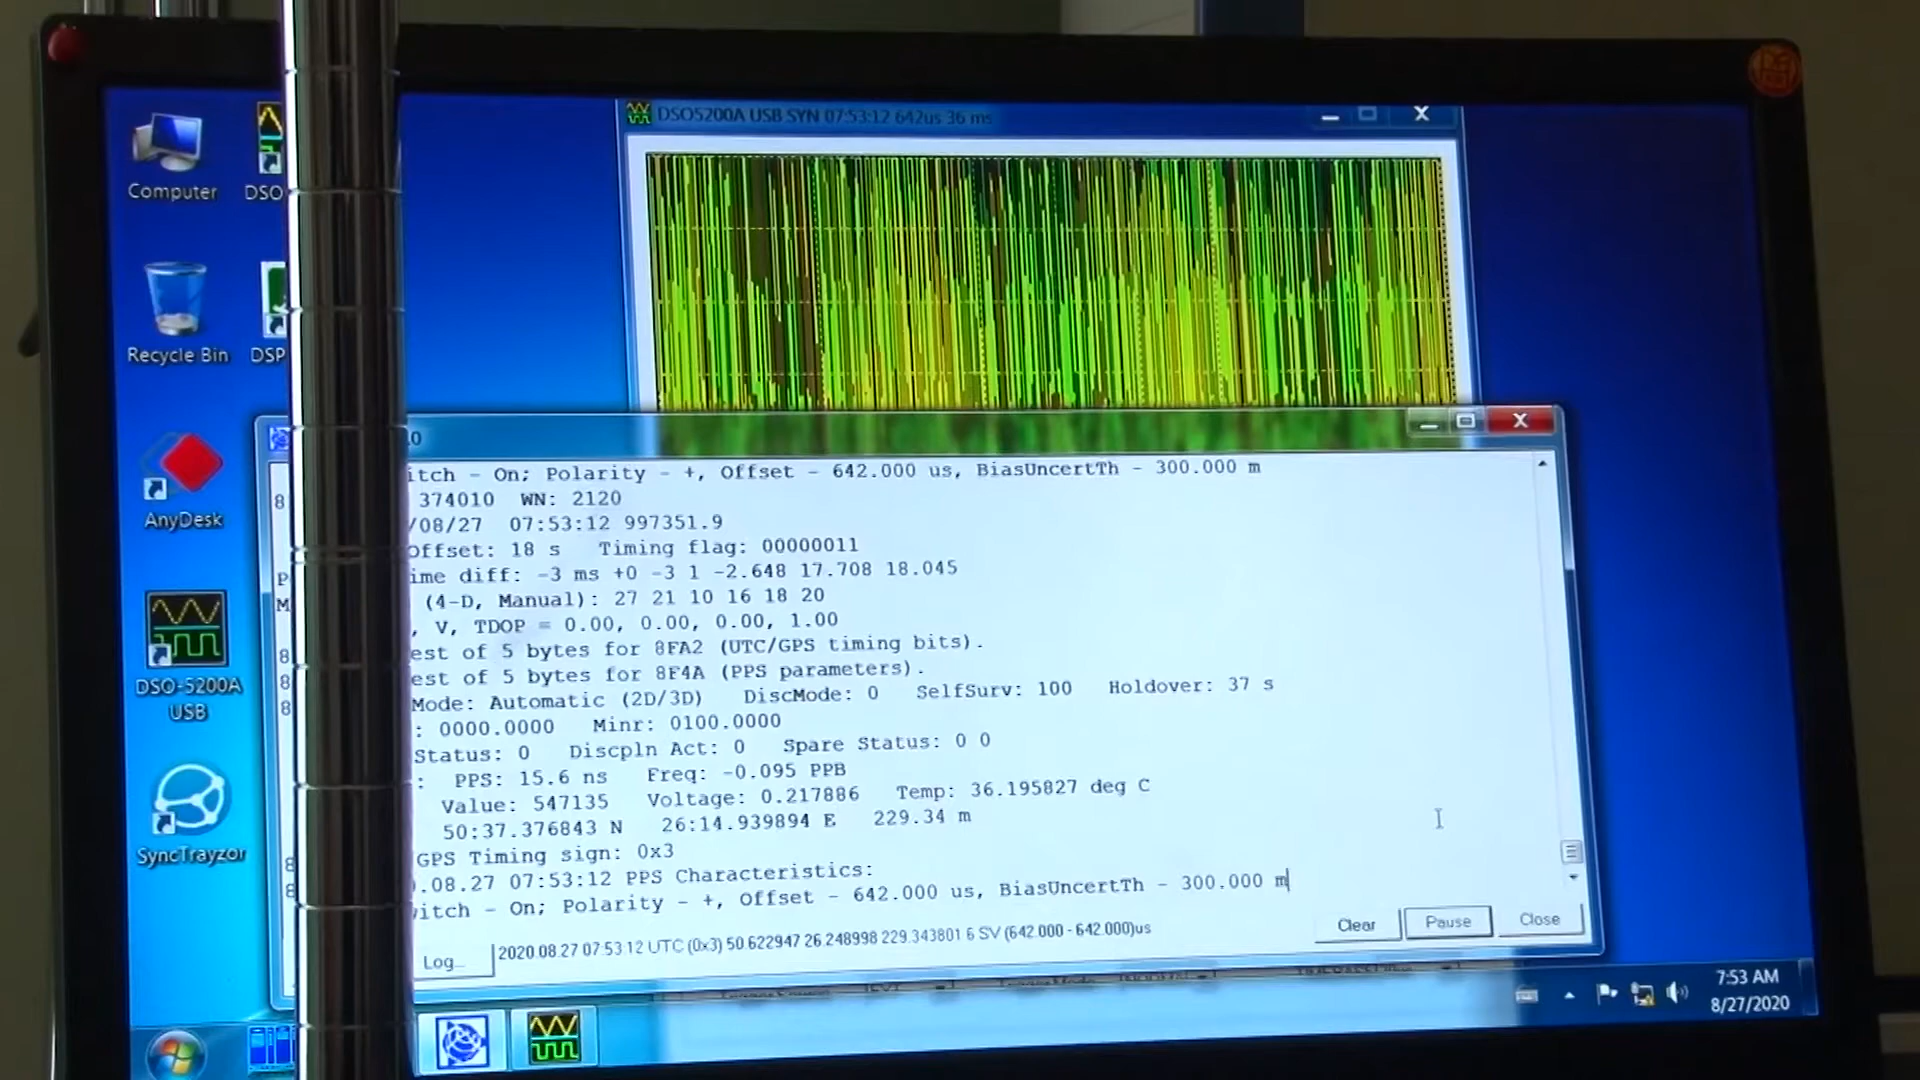 DSO5200A USB SYN 07:53:12 642us 36 ms
Computer
DSO
Recycle Bin
DSP
AnyDesk
DSO-5200A
USB
SyncTrayzor
itch - On; Polarity - +, Offset - 642.000 us, BiasUncertTh - 300.000 m
8 374010 WN: 2120
/08/27 07:53:12 997351.9
Offset: 18 s Timing flag: 00000011
P ime diff: -3 ms +0 -3 1 -2.648 17.708 18.045
M (4-D, Manual): 27 21 10 16 18 20
, V, TDOP = 0.00, 0.00, 0.00, 1.00
8 est of 5 bytes for 8FA2 (UTC/GPS timing bits).
8 est of 5 bytes for 8F4A (PPS parameters).
8 Mode: Automatic (2D/3D) DiscMode: 0 SelfSurv: 100 Holdover: 37 s
: 0000.0000 Minr: 0100.0000
Status: 0 Discpln Act: 0 Spare Status: 0 0
: PPS: 15.6 ns Freq: -0.095 PPB
Value: 547135 Voltage: 0.217886 Temp: 36.195827 deg C
50:37.376843 N 26:14.939894 E 229.34 m
8 GPS Timing sign: 0x3
8 .08.27 07:53:12 PPS Characteristics:
witch - On; Polarity - +, Offset - 642.000 us, BiasUncertTh - 300.000 m
Log...
2020.08.27 07:53:12 UTC (0x3) 50.622947 26.248998 229.343801 6 SV (642.000 - 642.000)us
Clear
Pause
Close
7:53 AM
8/27/2020